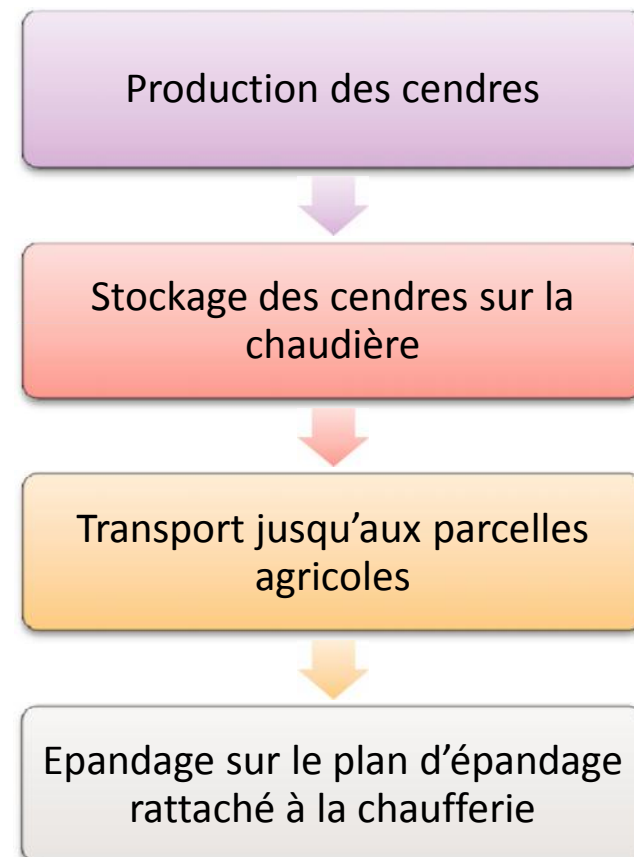 Production des cendres
Stockage des cendres sur la
chaudière
Transport jusqu’aux parcelles
agricoles
Epandage sur le plan d’épandage
rattaché à la chaufferie